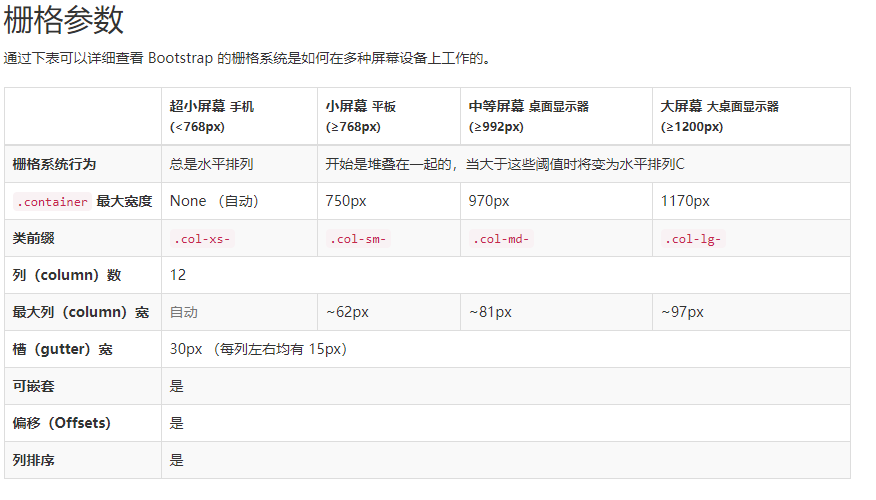 栅格参数
通过下表可以详细查看 Bootstrap 的栅格系统是如何在多种屏幕设备上工作的。
超小屏幕 手机 (<768px)
小屏幕 平板 (≥768px)
中等屏幕 桌面显示器 (≥992px)
大屏幕 大桌面显示器 (≥1200px)
栅格系统行为 总是水平排列 开始是堆叠在一起的，当大于这些阈值时将变为水平排列C
.container 最大宽度 None （自动） 750px 970px 1170px
类前缀 .col-xs- .col-sm- .col-md- .col-lg-
列（column）数 12
最大列（column）宽 自动 ~62px ~81px ~97px
槽（gutter）宽 30px （每列左右均有 15px）
可嵌套 是
偏移（Offsets） 是
列排序 是